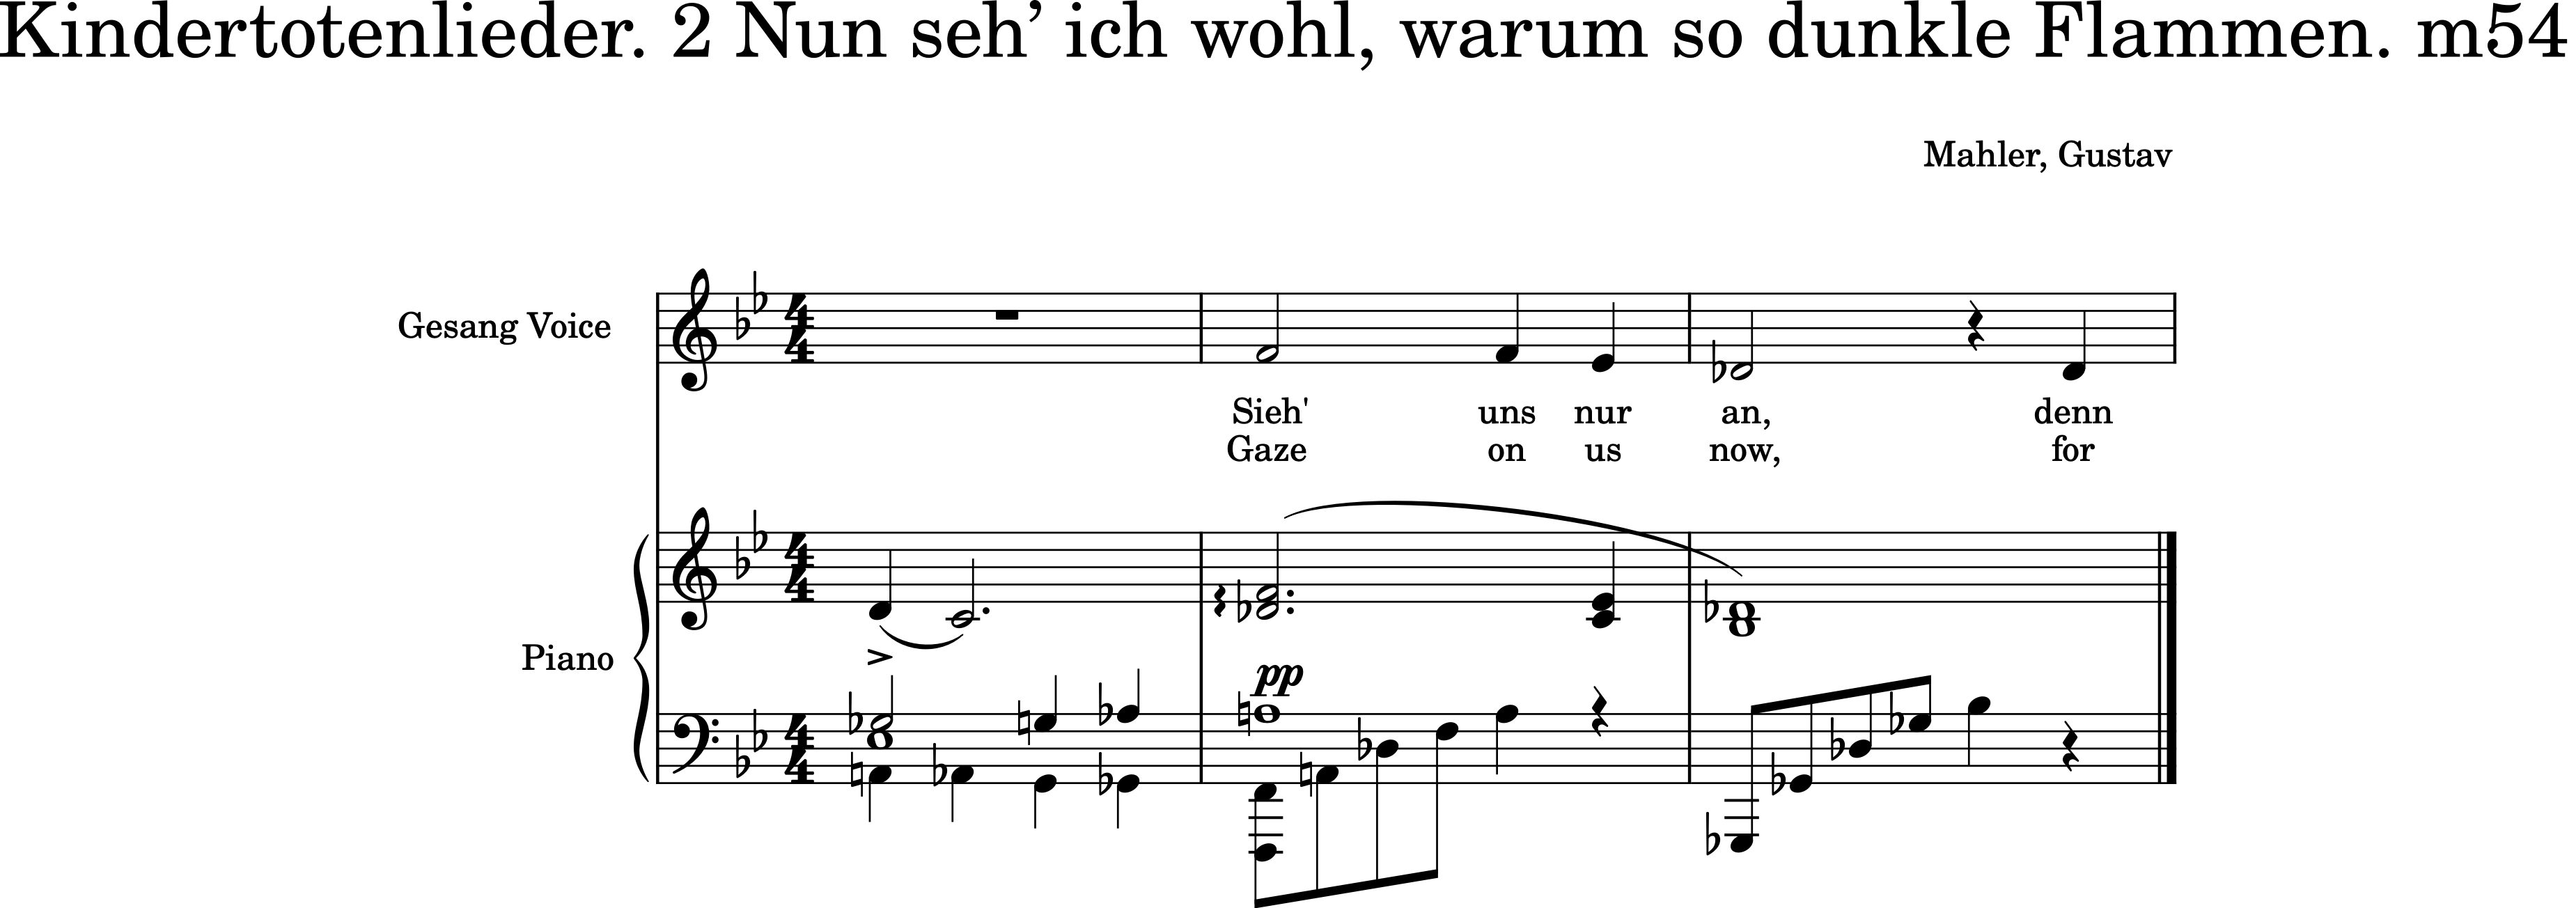 Kindertotenlieder. 2 Nun seh’ ich wohl, warum so dunkle Flammen. m54
Mahler, Gustav
Gesang Voice
Sieh' uns nur an, denn
Gaze on us now, for
Piano
pp